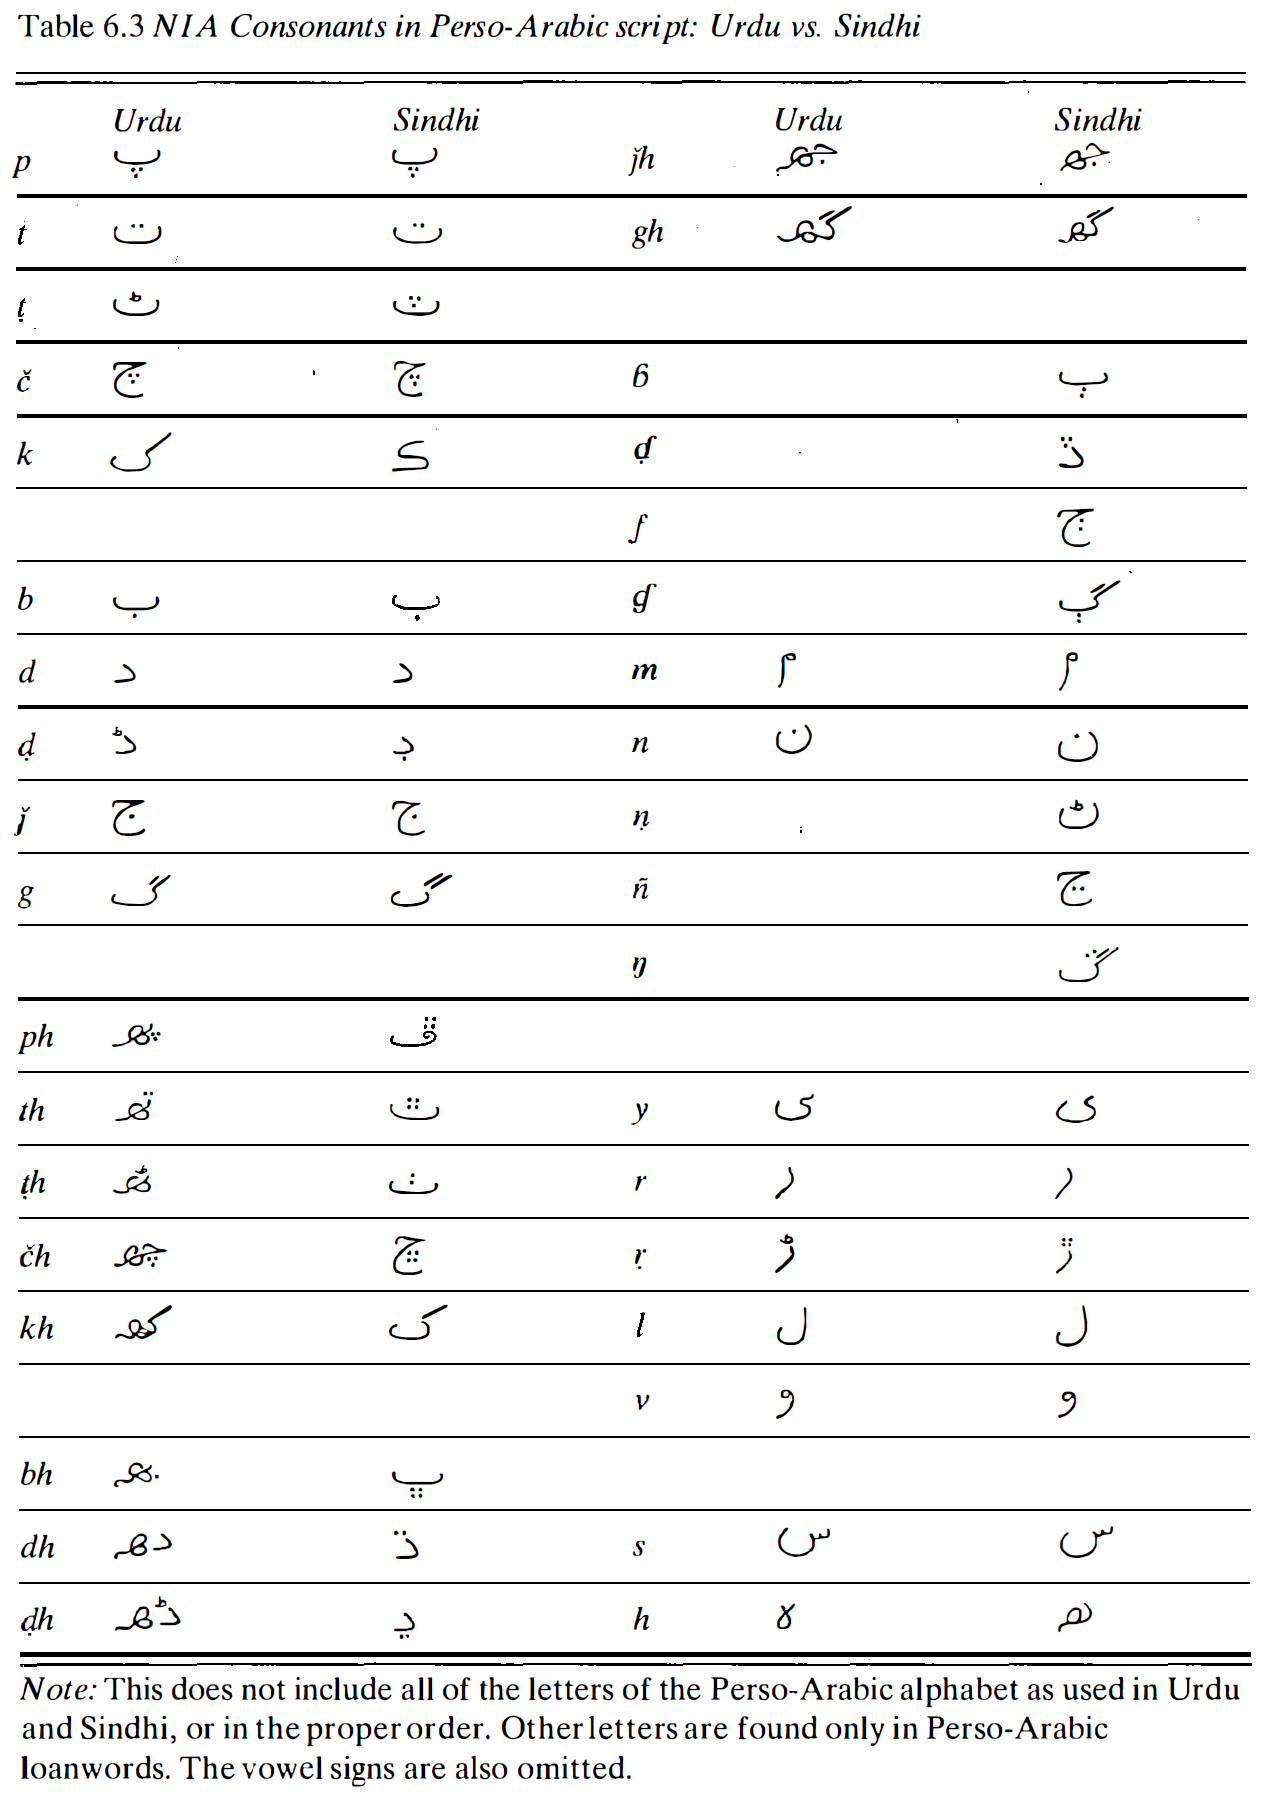 Table 6.3 NIA Consonants in Perso-Arabic script: Urdu vs. Sindhi
Urdu Sindhi Urdu Sindhi
p پ پ ǰh جھ جھ
t ت ت gh گھ گھ
ṭ ٹ ٽ
č چ چ ɓ ٻ
k ک ڪ ᶑ ڏ
ʄ ڄ
b ب ب ɠ ڳ
d د د m م م
ḍ ڈ ڊ n ن ن
ǰ ج ج ṇ ڻ
g گ گ ñ ڃ
ŋ ڱ
ph پھ ڦ
th تھ ٿ y ی ی
ṭh ٹھ ٺ r ر ر
čh چھ ڇ ṛ ڑ ڙ
kh کھ ک l ل ل
v و و
bh بھ ڀ
dh دھ ڌ s س س
ḍh ڈھ ڍ h ہ ھ
Note: This does not include all of the letters of the Perso-Arabic alphabet as used in Urdu
and Sindhi, or in the proper order. Other letters are found only in Perso-Arabic
loanwords. The vowel signs are also omitted.